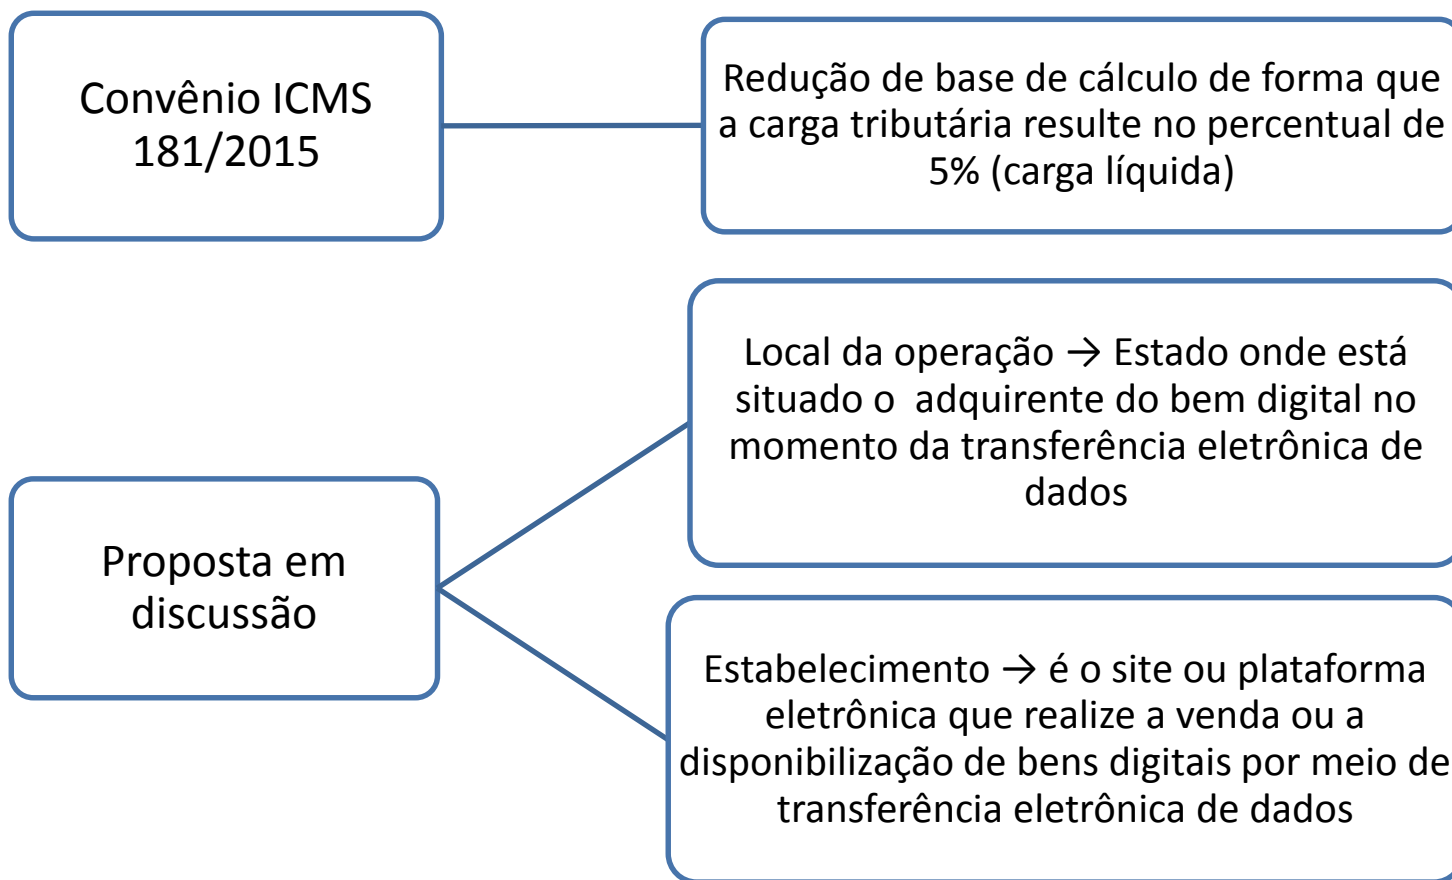 Convênio ICMS
181/2015
Redução de base de cálculo de forma que
a carga tributária resulte no percentual de
5% (carga líquida)
Proposta em
discussão
Local da operação → Estado onde está
situado o adquirente do bem digital no
momento da transferência eletrônica de
dados
Estabelecimento → é o site ou plataforma
eletrônica que realize a venda ou a
disponibilização de bens digitais por meio de
transferência eletrônica de dados